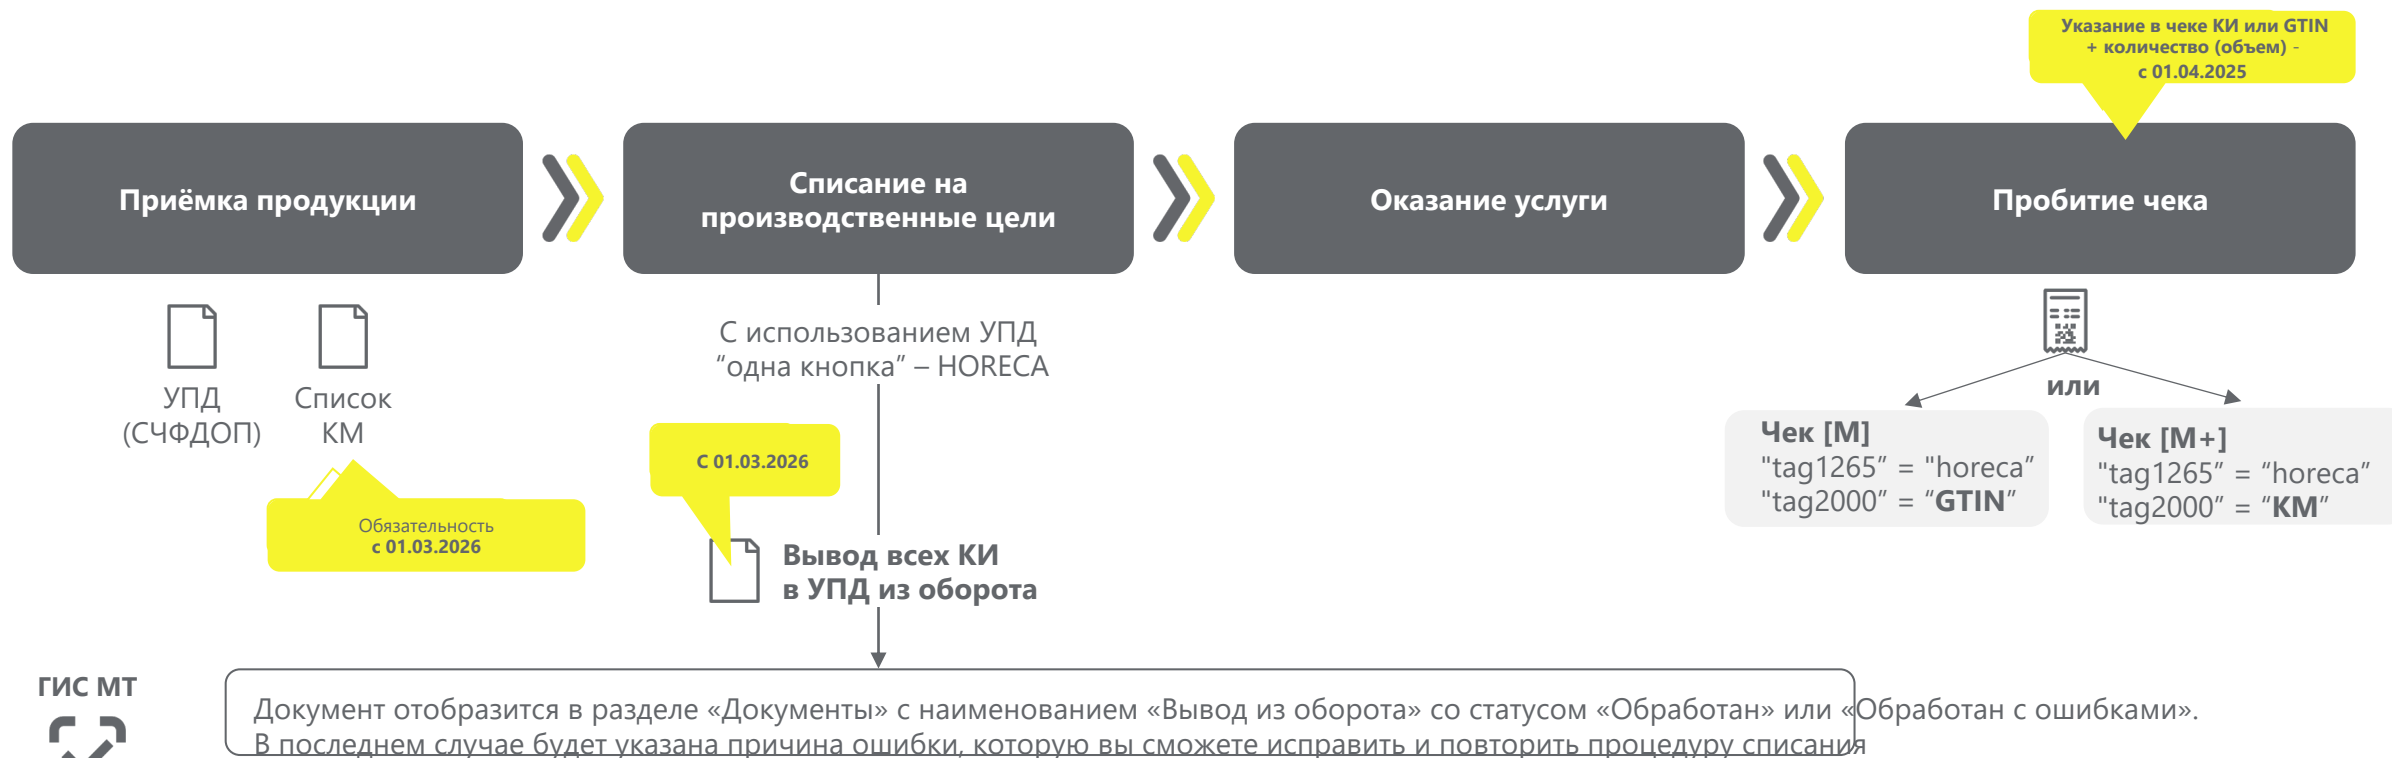 Указание в чеке КИ или GTIN
+ количество (объем) -
с 01.04.2025
Приёмка продукции
Списание на
производственные цели
Оказание услуги
Пробитие чека
УПД
(СЧФДОП)
Список
КМ
Обязательность
с 01.03.2026
С использованием УПД
“одна кнопка” – HORECA
С 01.03.2026
Вывод всех КИ
в УПД из оборота
или
Чек [М]
"tag1265” = "horeca”
"tag2000” = “GTIN”
Чек [М+]
"tag1265” = “horeca”
"tag2000” = “КМ”
ГИС МТ
Документ отобразится в разделе «Документы» с наименованием «Вывод из оборота» со статусом «Обработан» или «Обработан с ошибками».
В последнем случае будет указана причина ошибки, которую вы сможете исправить и повторить процедуру списания